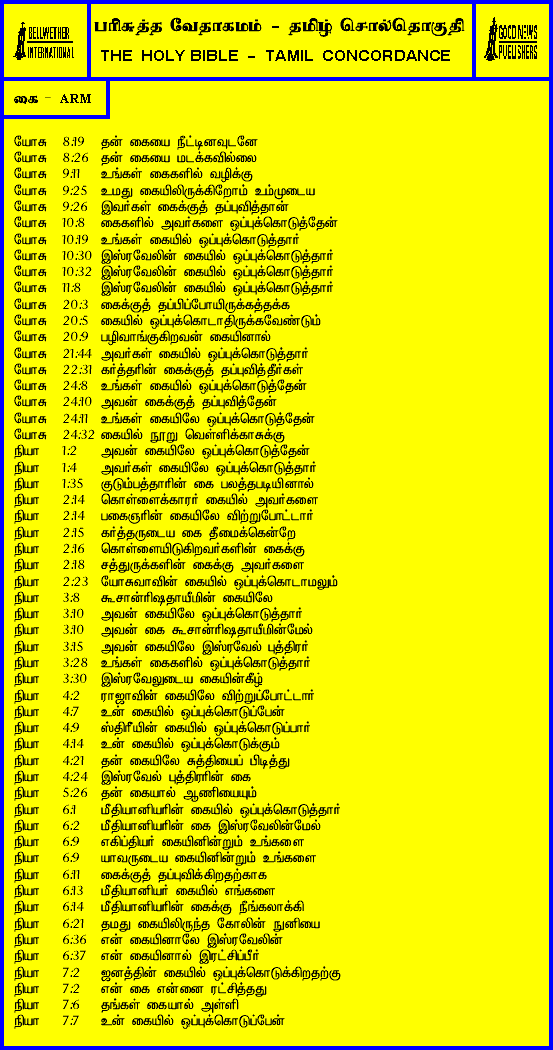 BELLWETHER
INTERNATIONAL
பரிசுத்த வேதாகமம் – தமிழ் சொல்தொகுதி
THE HOLY BIBLE – TAMIL CONCORDANCE
GOOD NEWS
PUBLISHERS
கை – ARM
யோசு 8:19 தன் கையை நீட்டினவுடனே
யோசு 8:26 தன் கையை மடக்கவில்லை
யோசு 9:11 உங்கள் கைகளில் வழிக்கு
யோசு 9:25 உமது கையிலிருக்கிறோம் உம்முடைய
யோசு 9:26 இவர்கள் கைக்குத் தப்புவித்தான்
யோசு 10:8 கைகளில் அவர்களை ஒப்புக்கொடுத்தேன்
யோசு 10:19 உங்கள் கையில் ஒப்புக்கொடுத்தார்
யோசு 10:30 இஸ்ரவேலின் கையில் ஒப்புக்கொடுத்தார்
யோசு 10:32 இஸ்ரவேலின் கையில் ஒப்புக்கொடுத்தார்
யோசு 11:8 இஸ்ரவேலின் கையில் ஒப்புக்கொடுத்தார்
யோசு 20:3 கைக்குத் தப்பிப்போயிருக்கத்தக்க
யோசு 20:5 கையில் ஒப்புக்கொடாதிருக்கவேண்டும்
யோசு 20:9 பழிவாங்குகிறவன் கையினால்
யோசு 21:44 அவர்கள் கையில் ஒப்புக்கொடுத்தார்
யோசு 22:31 கர்த்தரின் கைக்குத் தப்புவித்தீர்கள்
யோசு 24:8 உங்கள் கையில் ஒப்புக்கொடுத்தேன்
யோசு 24:10 அவன் கைக்குத் தப்புவித்தேன்
யோசு 24:11 உங்கள் கையிலே ஒப்புக்கொடுத்தேன்
யோசு 24:32 கையில் நூறு வெள்ளிக்காசுக்கு
நியா 1:2 அவன் கையிலே ஒப்புக்கொடுத்தேன்
நியா 1:4 அவர்கள் கையிலே ஒப்புக்கொடுத்தார்
நியா 1:35 குடும்பத்தாரின் கை பலத்தபடியினால்
நியா 2:14 கொள்ளைக்காரர் கையில் அவர்களை
நியா 2:14 பகைஞரின் கையிலே விற்றுபோட்டார்
நியா 2:15 கர்த்தருடைய கை தீமைக்கென்றே
நியா 2:16 கொள்ளையிடுகிறவர்களின் கைக்கு
நியா 2:18 சத்துருக்களின் கைக்கு அவர்களை
நியா 2:23 யோசுவாவின் கையில் ஒப்புக்கொடாமலும்
நியா 3:8 கூசான்ரிஷதாயீமின் கையிலே
நியா 3:10 அவன் கையிலே ஒப்புக்கொடுத்தார்
நியா 3:10 அவன் கை கூசான்ரிஷதாயீமின்மேல்
நியா 3:15 அவன் கையிலே இஸ்ரவேல் புத்திரர்
நியா 3:28 உங்கள் கைகளில் ஒப்புக்கொடுத்தார்
நியா 3:30 இஸ்ரவேலுடைய கையின்கீழ்
நியா 4:2 ராஜாவின் கையிலே விற்றுப்போட்டார்
நியா 4:7 உன் கையில் ஒப்புக்கொடுப்பேன்
நியா 4:9 ஸ்திரீயின் கையில் ஒப்புக்கொடுப்பார்
நியா 4:14 உன் கையில் ஒப்புக்கொடுக்கும்
நியா 4:21 தன் கையிலே சுத்தியைப் பிடித்து
நியா 4:24 இஸ்ரவேல் புத்திரரின் கை
நியா 5:26 தன் கையால் ஆணியையும்
நியா 6:1 மீதியானியரின் கையில் ஒப்புக்கொடுத்தார்
நியா 6:2 மீதியானியரின் கை இஸ்ரவேலின்மேல்
நியா 6:9 எகிப்தியர் கையினின்றும் உங்களை
நியா 6:9 யாவருடைய கையினின்றும் உங்களை
நியா 6:11 கைக்குத் தப்புவிக்கிறதற்காக
நியா 6:13 மீதியானியர் கையில் எங்களை
நியா 6:14 மீதியானியரின் கைக்கு நீங்கலாக்கி
நியா 6:21 தமது கையிலிருந்த கோலின் நுனியை
நியா 6:36 என் கையினாலே இஸ்ரவேலின்
நியா 6:37 என் கையினால் இரட்சிப்பீர்
நியா 7:2 ஜனத்தின் கையில் ஒப்புக்கொடுக்கிறதற்கு
நியா 7:2 என் கை என்னை ரட்சித்தது
நியா 7:6 தங்கள் கையால் அள்ளி
நியா 7:7 உன் கையில் ஒப்புக்கொடுப்பேன்